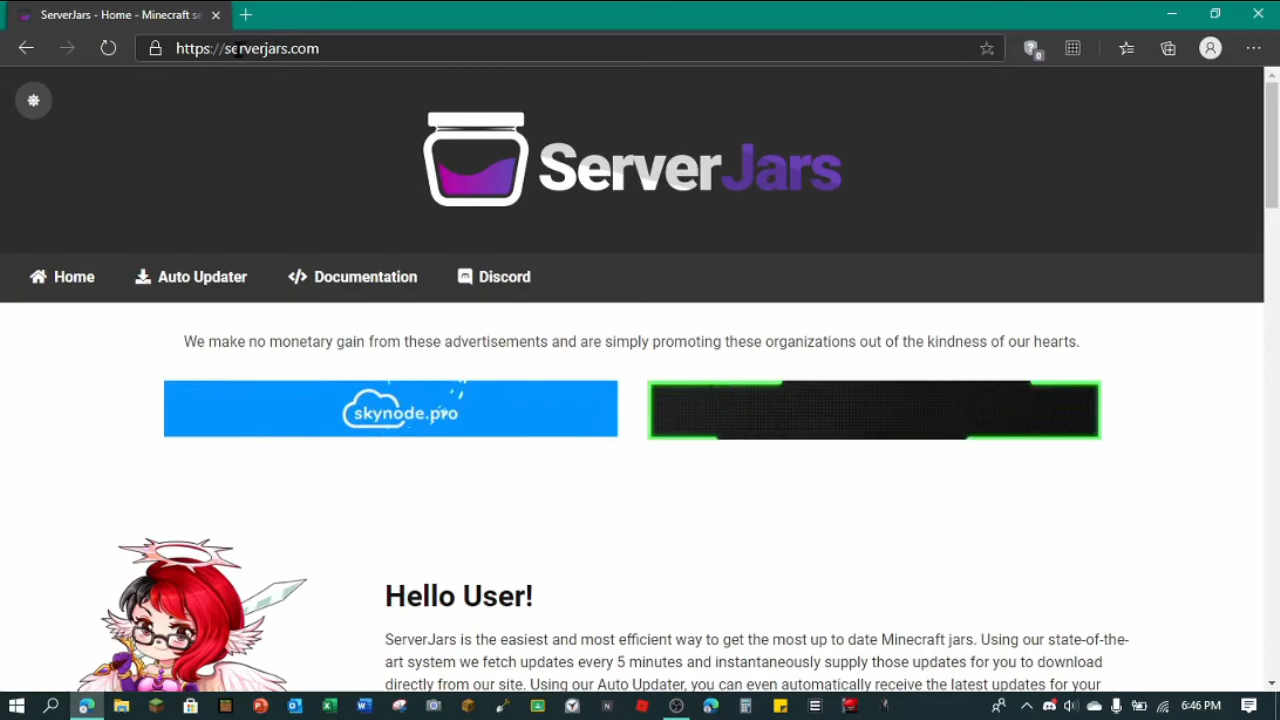 ServerJars - Home - Minecraft se
https://serverjars.com
0
ServerJars
Home
Auto Updater
Documentation
Discord
We make no monetary gain from these advertisements and are simply promoting these organizations out of the kindness of our hearts.
skynode.pro
Hello User!
ServerJars is the easiest and most efficient way to get the most up to date Minecraft jars. Using our state-of-the-
art system we fetch updates every 5 minutes and instantaneously supply those updates for you to download
directly from our site. Using our Auto Updater, you can even automatically receive the latest updates for your
6:46 PM